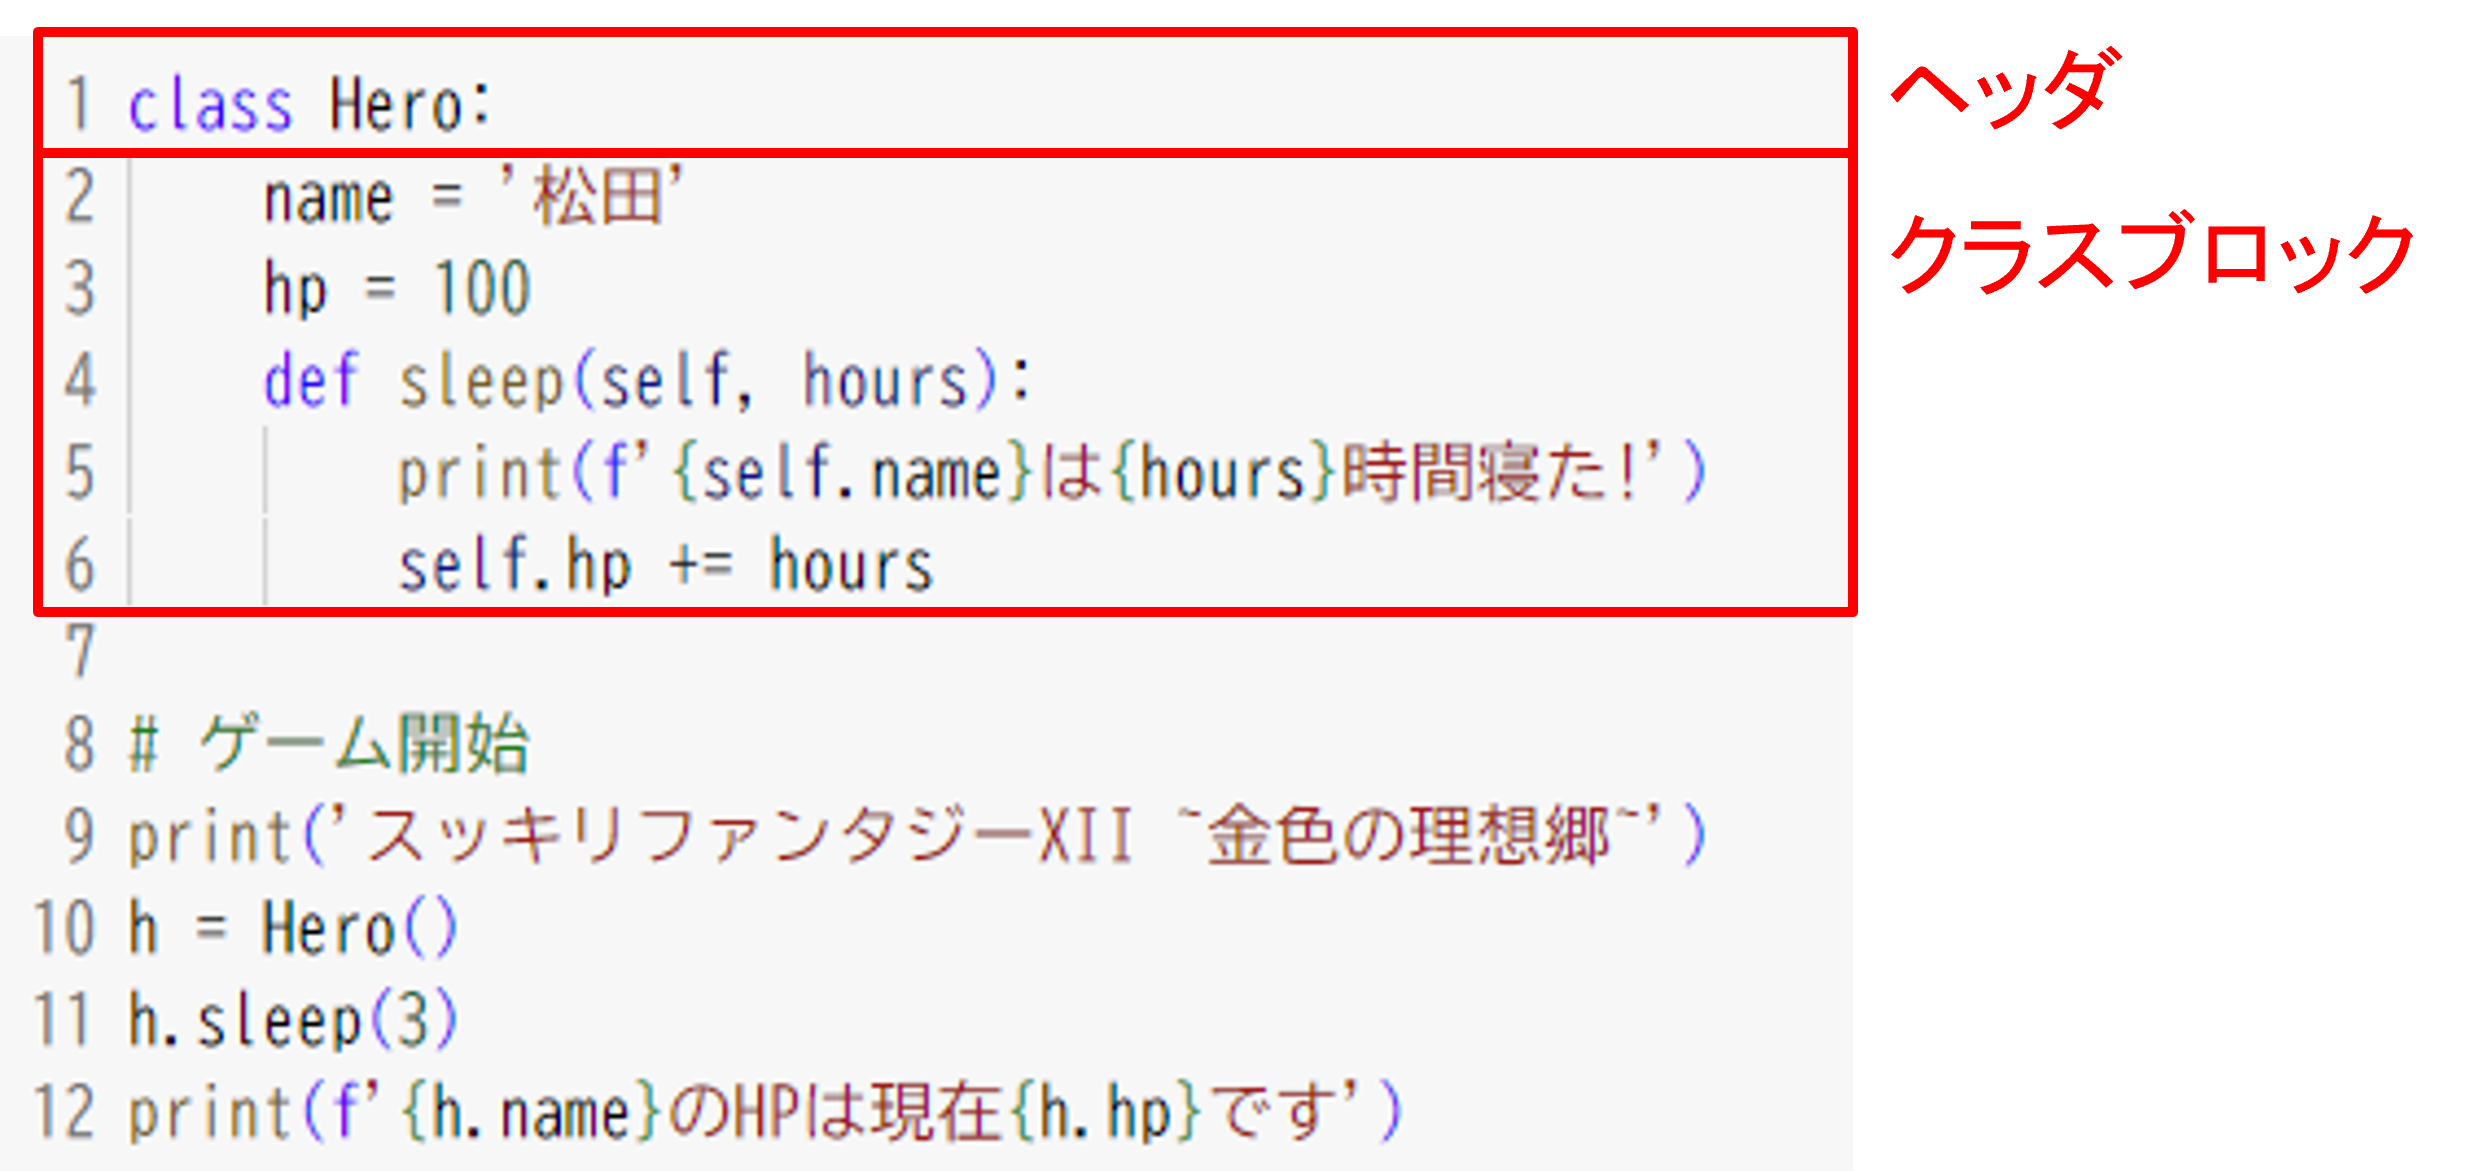 1 class Hero:
ヘッダ
2     name = '松田'
クラスブロック
3     hp = 100
4     def sleep(self, hours):
5         print(f'{self.name}は{hours}時間寝た!')
6         self.hp += hours
7
8 # ゲーム開始
9 print('スッキリファンタジーXII ~金色の理想郷~')
10 h = Hero()
11 h.sleep(3)
12 print(f'{h.name}のHPは現在{h.hp}です')